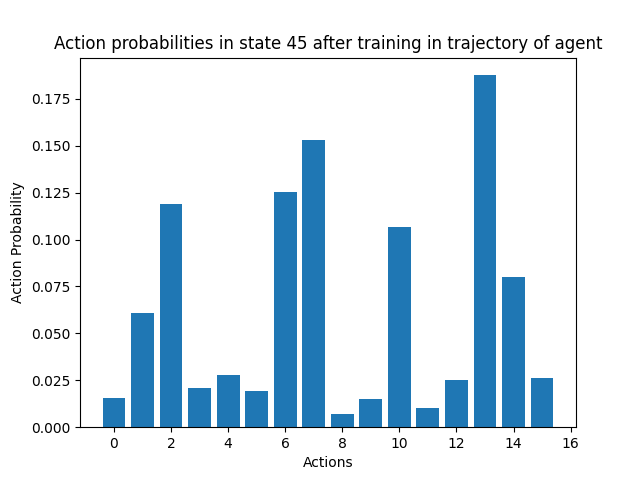 Action probabilities in state 45 after training in trajectory of agent
Action Probability
0.175
0.150
0.125
0.100
0.075
0.050
0.025
0.000
0 2 4 6 8 10 12 14 16
Actions